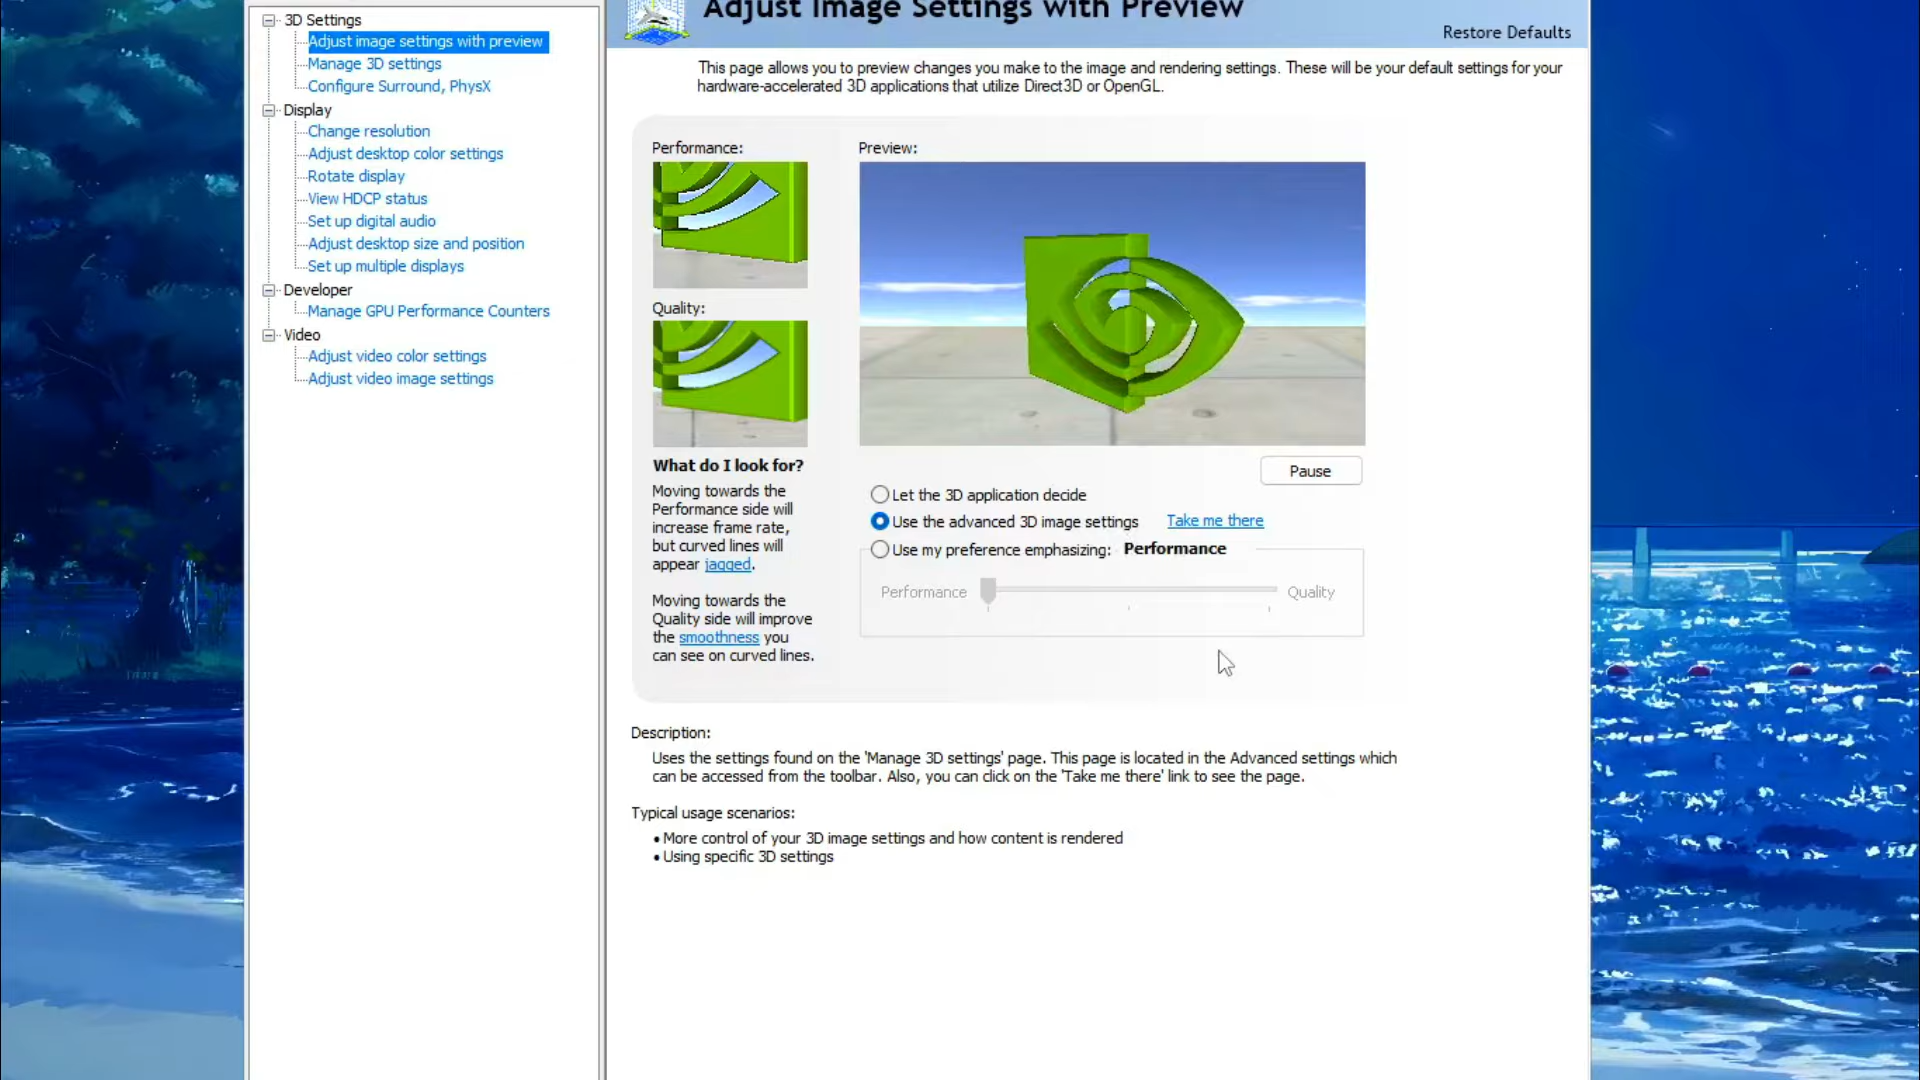 3D Settings
Adjust image settings with preview
Manage 3D settings
Configure Surround, PhysX
Display
Change resolution
Adjust desktop color settings
Rotate display
View HDCP status
Set up digital audio
Adjust desktop size and position
Set up multiple displays
Developer
Manage GPU Performance Counters
Video
Adjust video color settings
Adjust video image settings
Adjust Image Settings with Preview
Restore Defaults
This page allows you to preview changes you make to the image and rendering settings. These will be your default settings for your
hardware-accelerated 3D applications that utilize Direct3D or OpenGL.
Performance:
Quality:
What do I look for?
Moving towards the
Performance side will
increase frame rate,
but curved lines will
appear jagged.
Moving towards the
Quality side will improve
the smoothness you
can see on curved lines.
Preview:
Pause
Let the 3D application decide
Use the advanced 3D image settings Take me there
Use my preference emphasizing: Performance
Performance Quality
Description:
Uses the settings found on the 'Manage 3D settings' page. This page is located in the Advanced settings which
can be accessed from the toolbar. Also, you can click on the 'Take me there' link to see the page.
Typical usage scenarios:
• More control of your 3D image settings and how content is rendered
• Using specific 3D settings